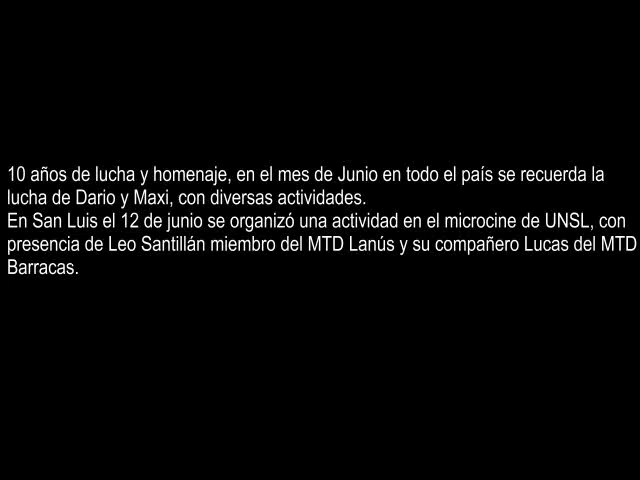 10 años de lucha y homenaje, en el mes de Junio en todo el país se recuerda la
lucha de Dario y Maxi, con diversas actividades.
En San Luis el 12 de junio se organizó una actividad en el microcine de UNSL, con
presencia de Leo Santillán miembro del MTD Lanús y su compañero Lucas del MTD
Barracas.